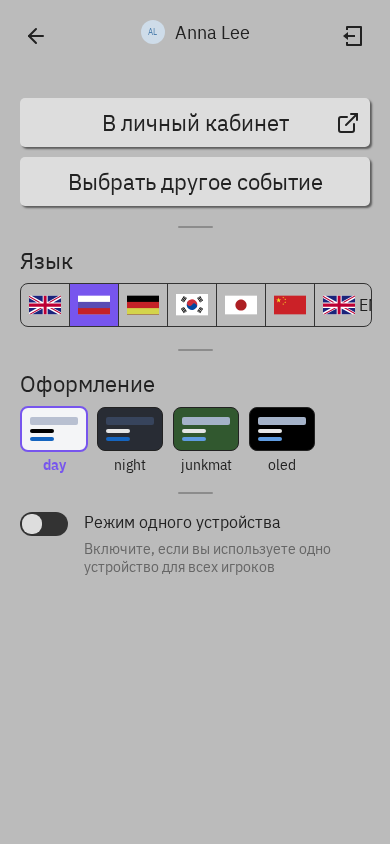 AL Anna Lee
В личный кабинет
Выбрать другое событие
Язык
Оформление
day night junkmat oled
Режим одного устройства
Включите, если вы используете одно
устройство для всех игроков